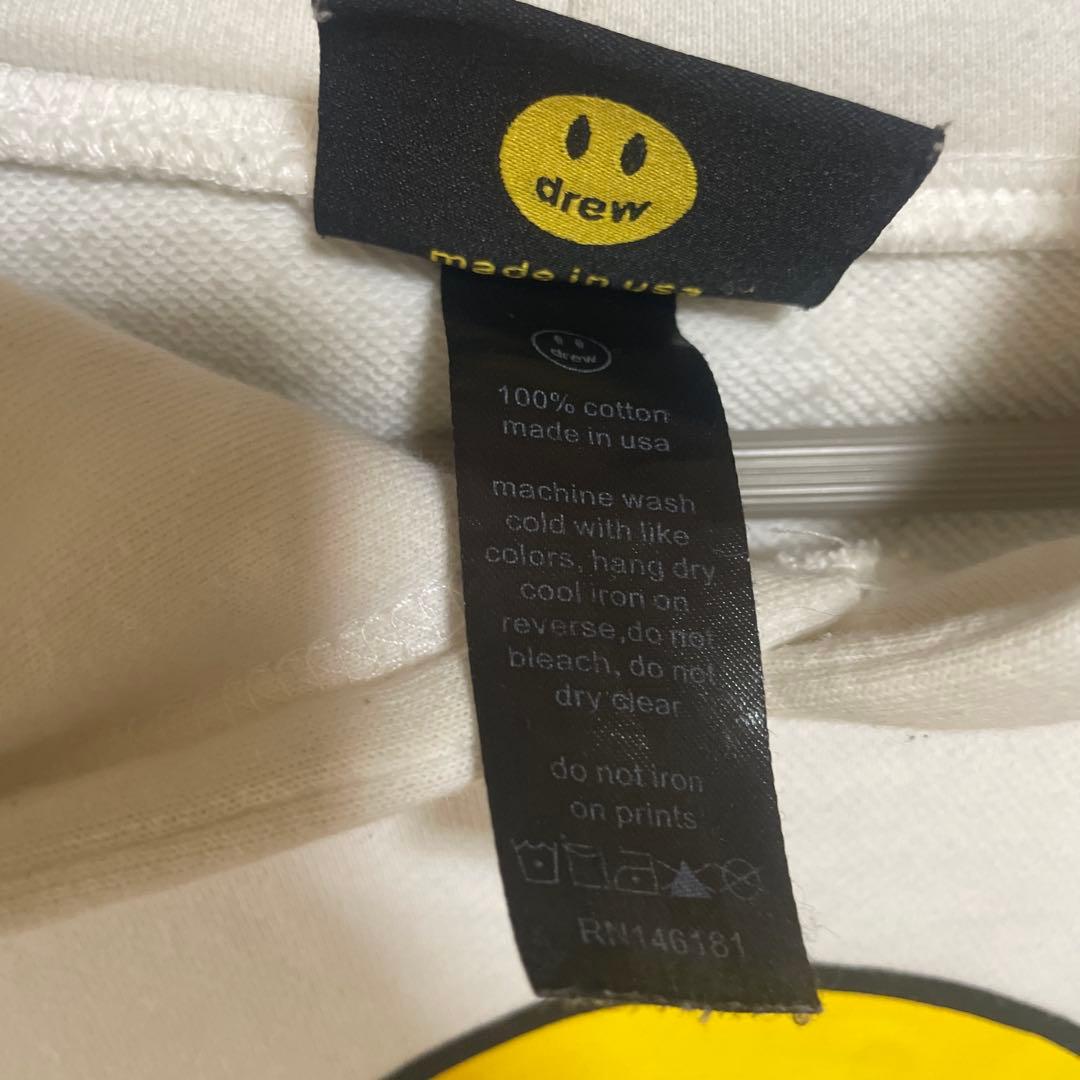 drew
made in usa
drew
100% cotton
made in usa
machine wash
cold with like
colors, hang dry
cool iron on
reverse,do not
bleach, do not
dry clear
do not iron
on prints
RN146181